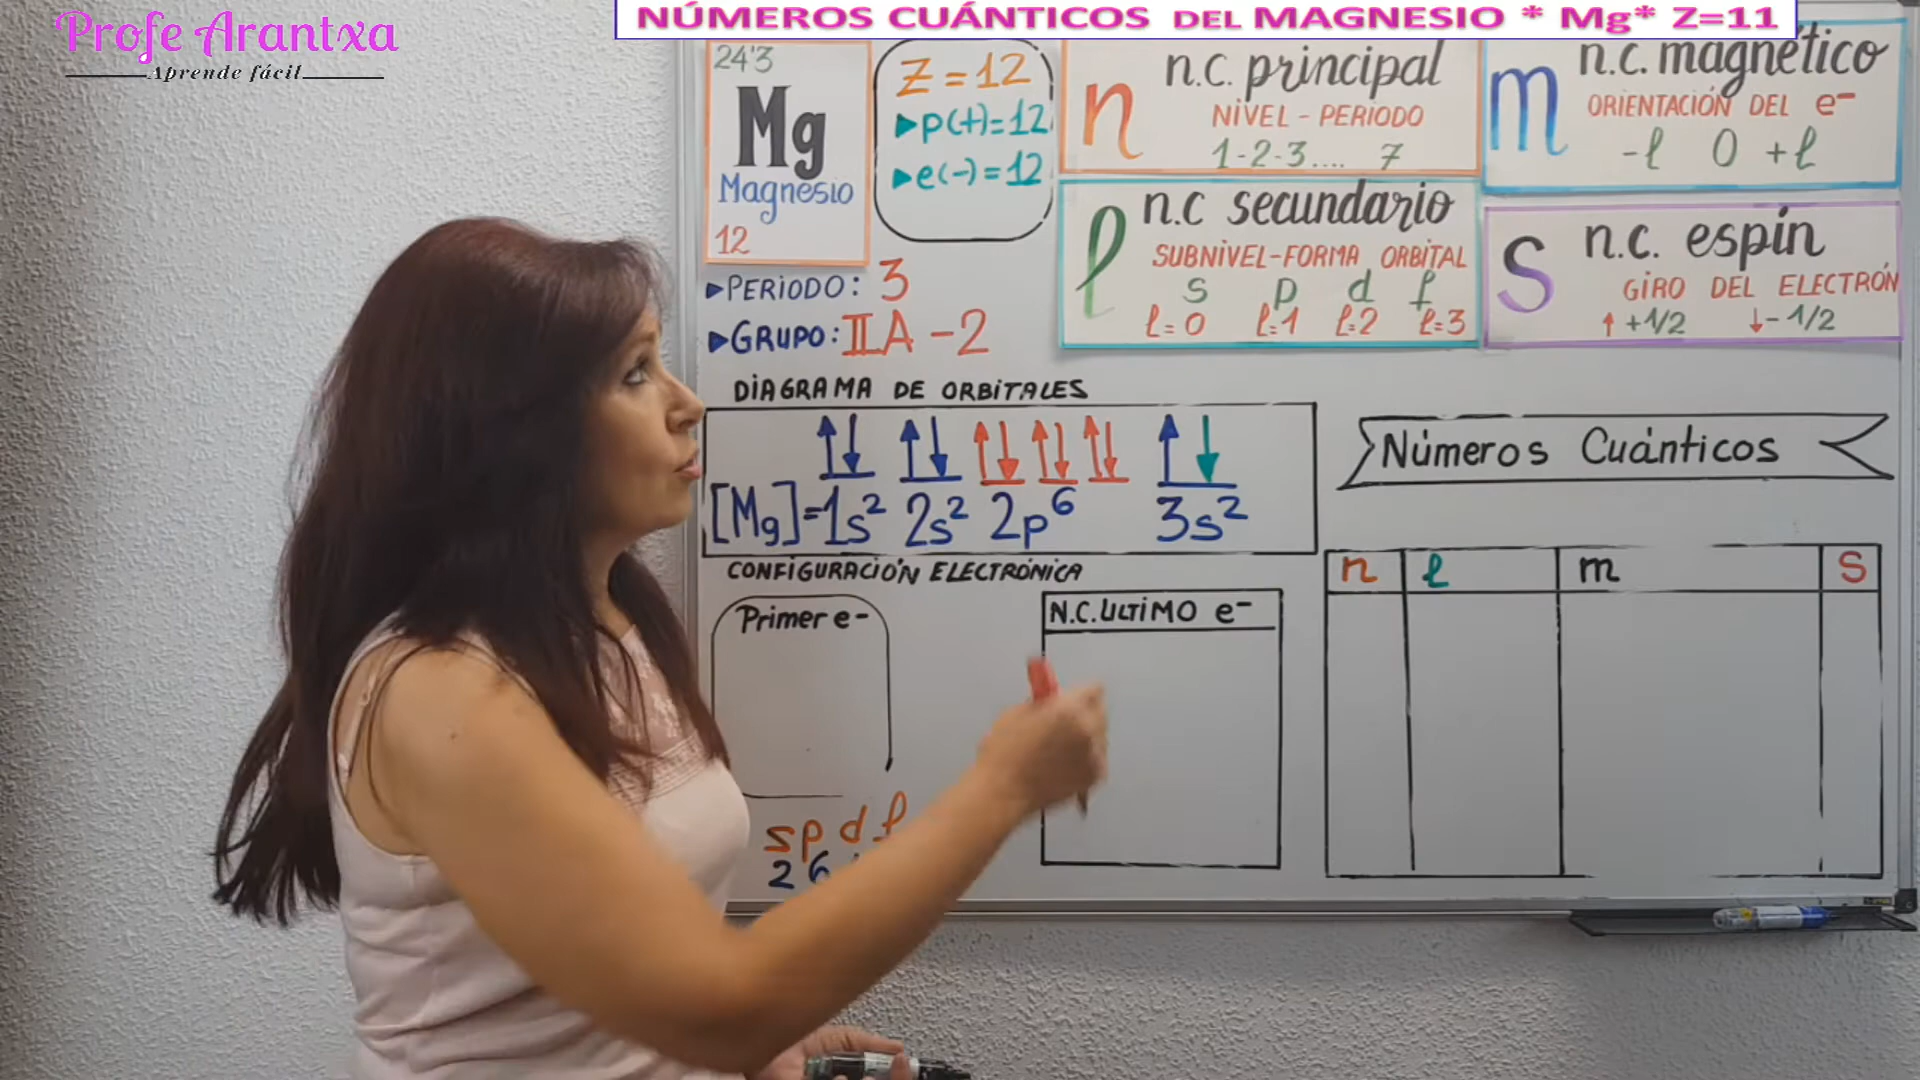 Profe Arantxa
Aprende fácil
NÚMEROS CUÁNTICOS DEL MAGNESIO * Mg* Z=11
24'3
Mg
Magnesio
12
Z = 12
▶p(+)=12
▶e(-)=12
n
n.c. principal
NIVEL - PERIODO
1-2-3.... 7
m
n.c. magnético
ORIENTACIÓN DEL e-
-l 0 +l
l
n.c secundario
SUBNIVEL-FORMA ORBITAL
s p d f
l=0 l=1 l=2 l=3
S
n.c. espín
GIRO DEL ELECTRÓN
↑ +1/2 ↓- 1/2
▶PERIODO: 3
▶GRUPO: IIA - 2
DIAGRAMA DE ORBITALES
[Mg]=1s² 2s² 2p⁶ 3s²
CONFIGURACIÓN ELECTRÓNICA
Números Cuánticos
Primer e-
N.C.ULTIMO e-
n l m S
s p d f
2 6